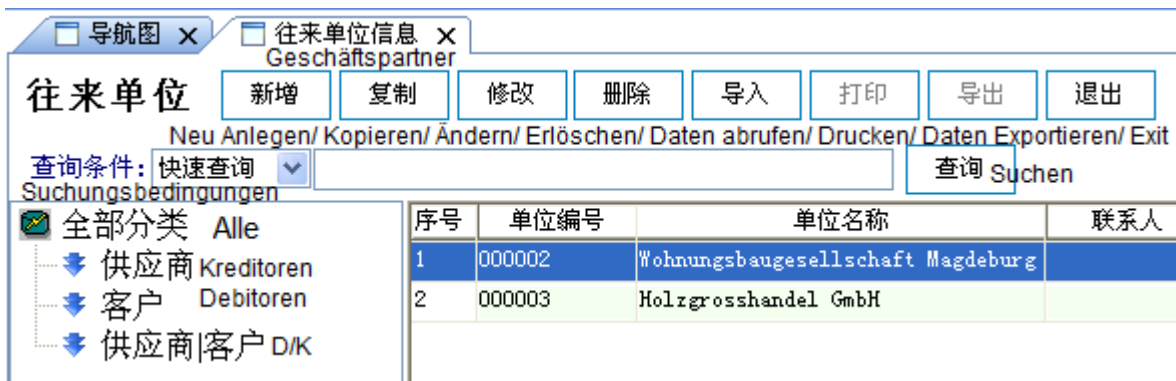 导航图 往来单位信息
Geschäftspartner
往来单位 新增 复制 修改 删除 导入 打印 导出 退出
Neu Anlegen/ Kopieren/ Ändern/ Erlöschen/ Daten abrufen/ Drucken/ Daten Exportieren/ Exit
查询条件: 快速查询 查询 Suchen
Suchungsbedingungen
全部分类 Alle
供应商 Kreditoren
客户 Debitoren
供应商|客户 D/K
序号 单位编号 单位名称 联系人
1 000002 Wohnungsbaugesellschaft Magdeburg
2 000003 Holzgrosshandel GmbH